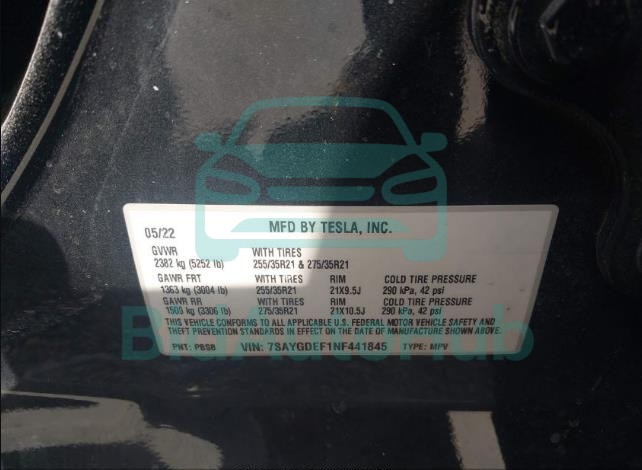 05/22 MFD BY TESLA, INC.
GVWR WITH TIRES
2382 kg (5252 lb) 255/35R21 & 275/35R21
GAWR FRT WITH TIRES RIM COLD TIRE PRESSURE
1363 kg (3004 lb) 255/35R21 21X9.5J 290 kPa, 42 psi
GAWR RR WITH TIRES RIM COLD TIRE PRESSURE
1500 kg (3306 lb) 275/35R21 21X10.5J 290 kPa, 42 psi
THIS VEHICLE CONFORMS TO ALL APPLICABLE U.S. FEDERAL MOTOR VEHICLE SAFETY AND
THEFT PREVENTION STANDARDS IN EFFECT ON THE DATE OF MANUFACTURE SHOWN ABOVE.
PNT: PBSB VIN: 7SAYGDEF1NF441845 TYPE: MPV